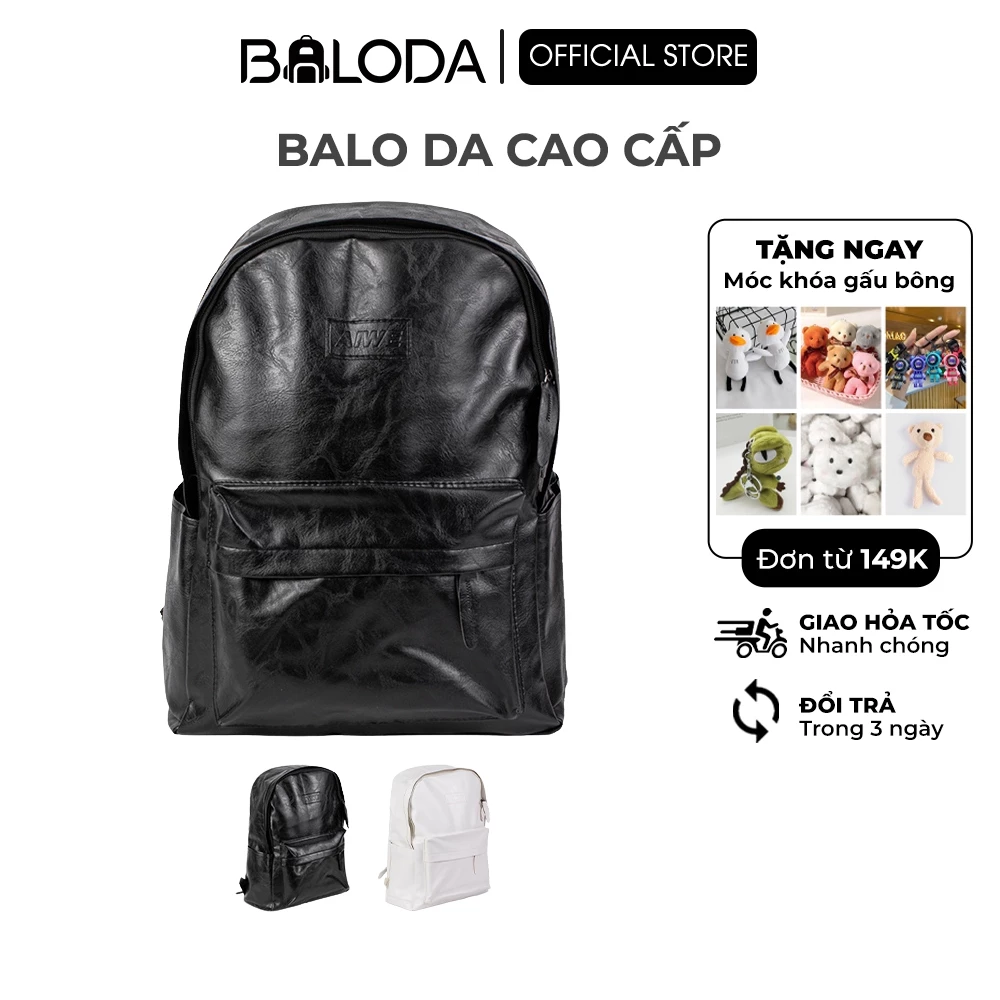 BALODA | OFFICIAL STORE
BALO DA CAO CẤP
AIWE
TẶNG NGAY
Móc khóa gấu bông
Đơn từ 149K
GIAO HỎA TỐC
Nhanh chóng
ĐỔI TRẢ
Trong 3 ngày